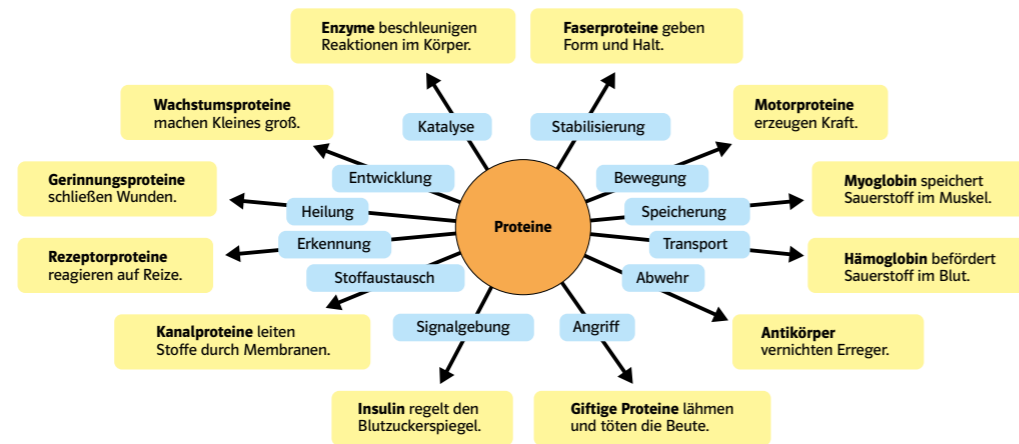 Enzyme beschleunigen
Reaktionen im Körper.
Faserproteine geben
Form und Halt.
Wachstumsproteine
machen Kleines groß.
Motorproteine
erzeugen Kraft.
Katalyse
Stabilisierung
Gerinnungsproteine
schließen Wunden.
Entwicklung
Bewegung
Myoglobin speichert
Sauerstoff im Muskel.
Heilung
Speicherung
Proteine
Rezeptorproteine
reagieren auf Reize.
Erkennung
Transport
Hämoglobin befördert
Sauerstoff im Blut.
Stoffaustausch
Abwehr
Kanalproteine leiten
Stoffe durch Membranen.
Signalgebung
Angriff
Antikörper
vernichten Erreger.
Insulin regelt den
Blutzuckerspiegel.
Giftige Proteine lähmen
und töten die Beute.